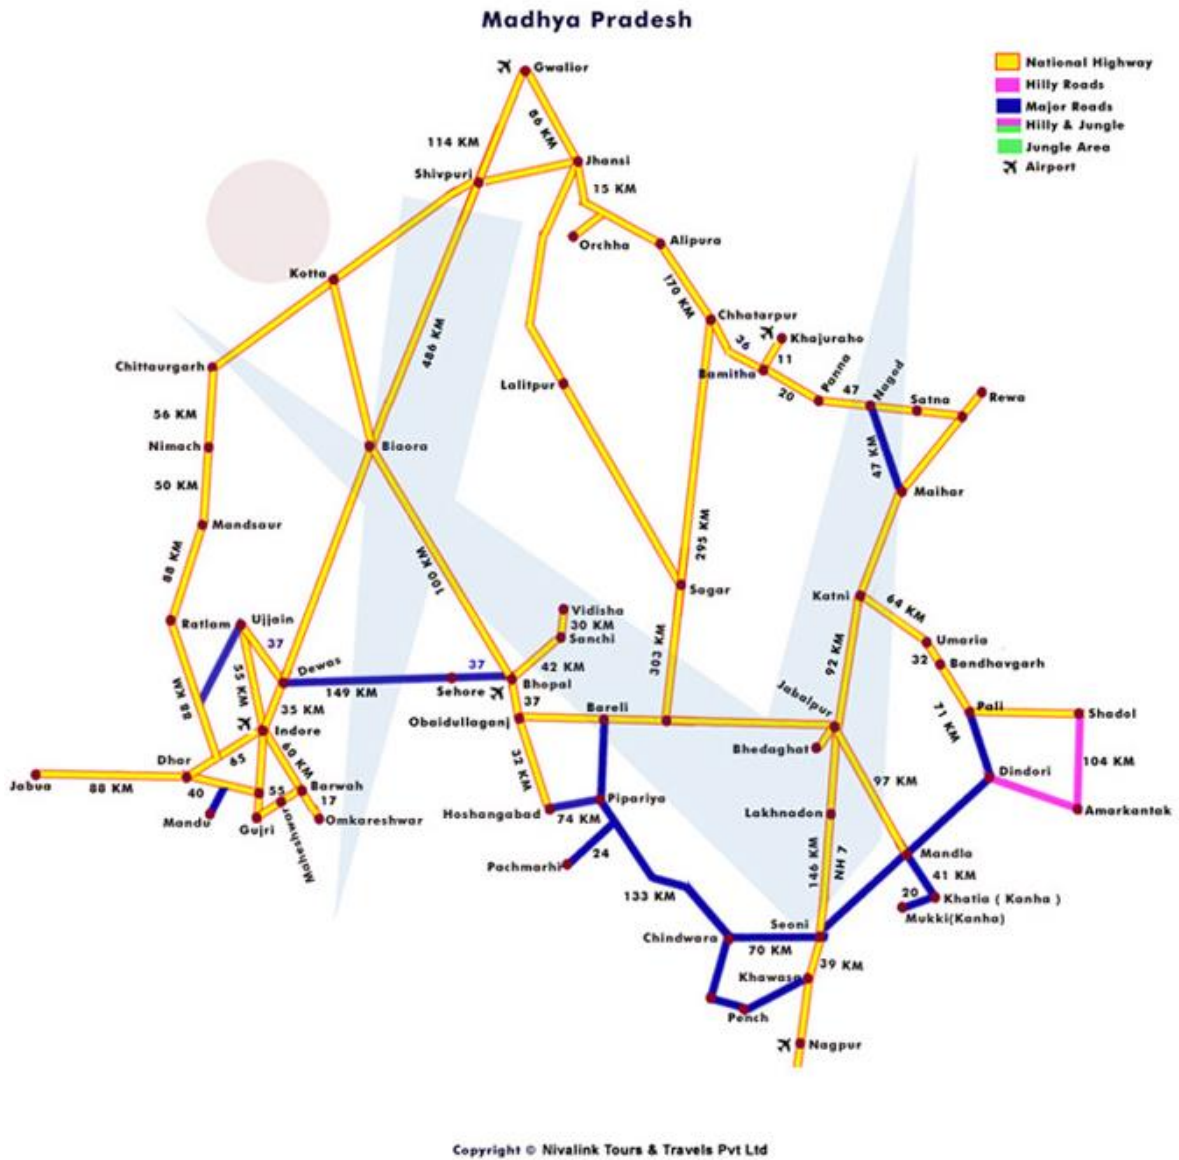 Madhya Pradesh
National Highway
Hilly Roads
Major Roads
Hilly & Jungle
Jungle Area
Airport
Gwalior
86 KM
114 KM
Jhansi
Shivpuri
15 KM
Orchha
Alipura
Kotta
170 KM
Chhatarpur
36
Khajuraho
11
Bamitha
486 KM
Chittaurgarh
Lalitpur
20
Panna
47
Nagod
Satna
Rewa
56 KM
Nimach
Biaora
47 KM
50 KM
Maihar
Mandsaur
295 KM
88 KM
100 KM
Sagar
Katni
64 KM
Ratlam
Ujjain
Vidisha
30 KM
Sanchi
Umaria
37
303 KM
92 KM
32
Bandhavgarh
Dewas
37
42 KM
55 KM
149 KM
Sehore
Bhopal
88 KM
35 KM
37
Bareli
Jabalpur
Pali
Shadol
Obaidullaganj
71 KM
Indore
Bhedaghat
Dhar
65
60 KM
32 KM
97 KM
104 KM
Dindori
Jabua
88 KM
40
55
Barwah
17
Mandu
Gujri
Maheshwar
Omkareshwar
Hoshangabad
74 KM
Pipariya
Lakhnadon
Amarkantak
24
Pachmarhi
146 KM
NH 7
Mandla
41 KM
133 KM
20
Khatia ( Kanha )
Mukki(Kanha)
Seoni
Chindwara
70 KM
39 KM
Khawasa
Pench
Nagpur
Copyright © Nivalink Tours & Travels Pvt Ltd